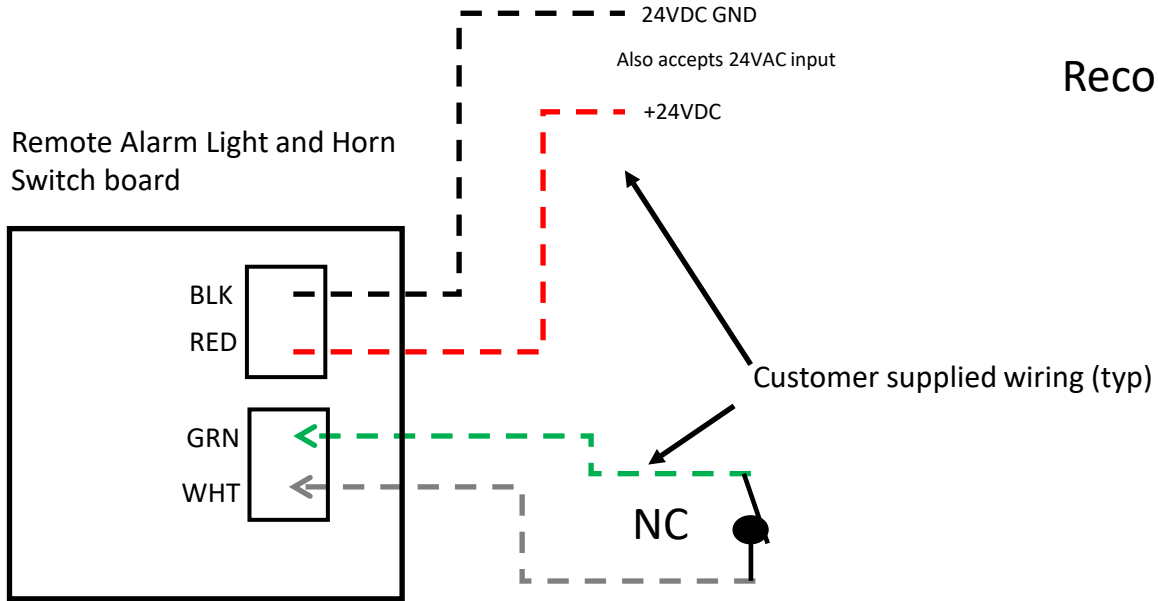 24VDC GND
Also accepts 24VAC input
Reco
+24VDC
Remote Alarm Light and Horn
Switch board
BLK
RED
Customer supplied wiring (typ)
GRN
WHT
NC